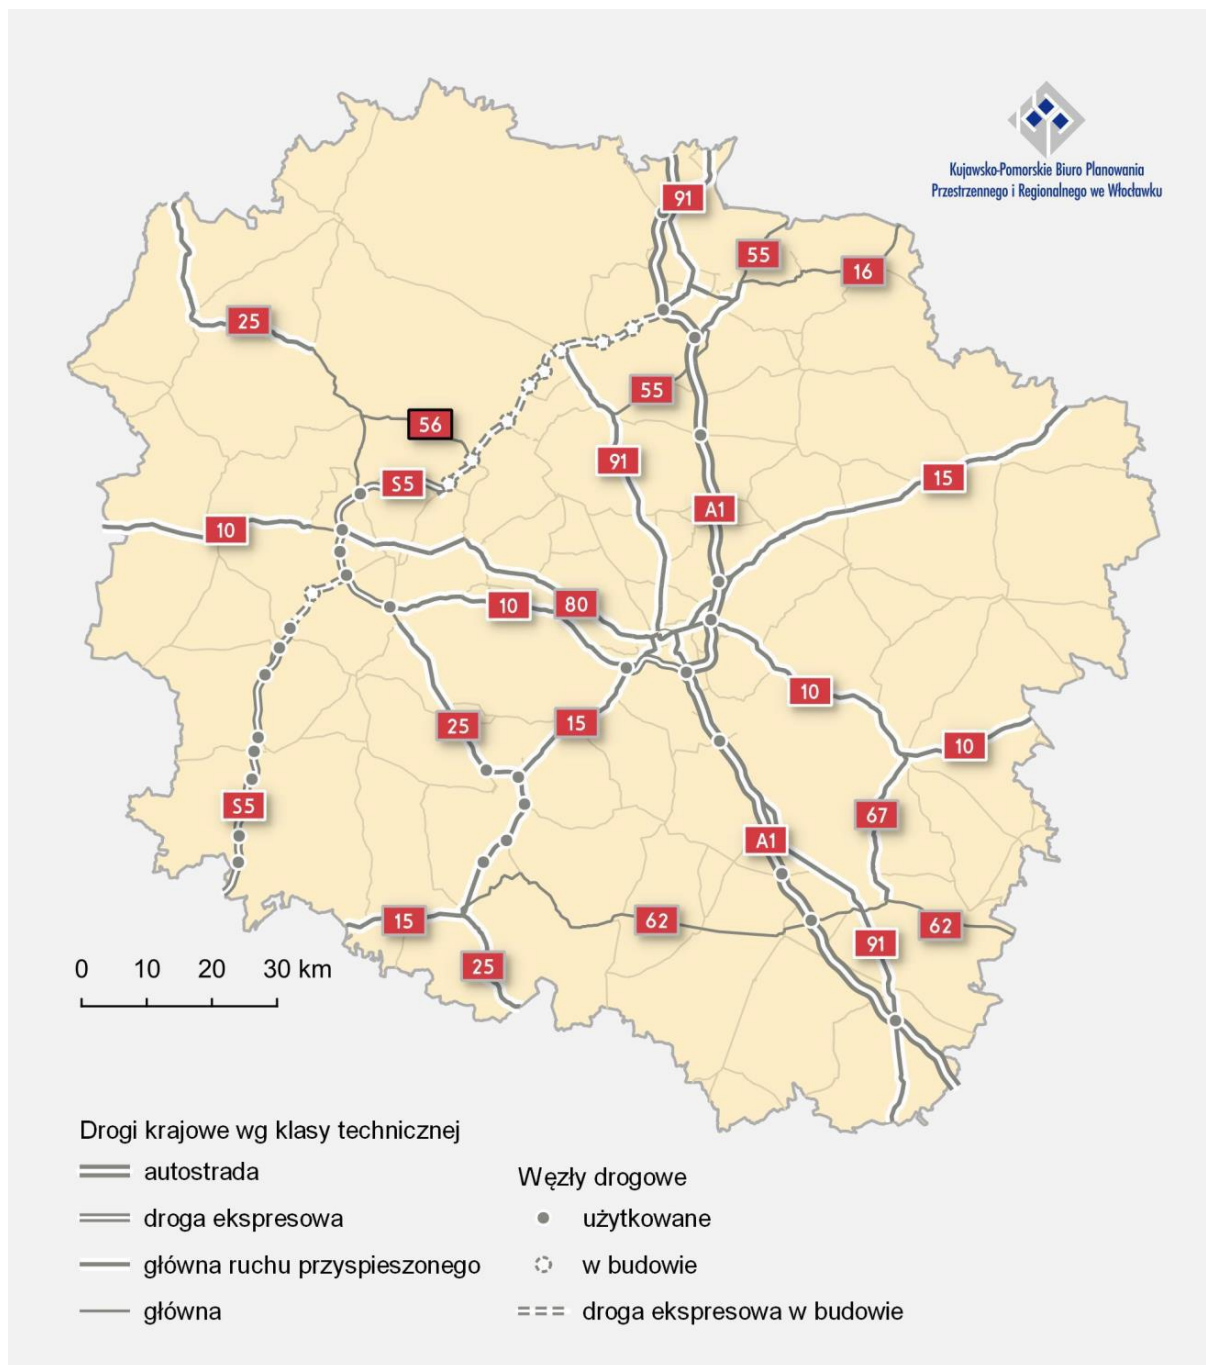 Kujawsko-Pomorskie Biuro Planowania
Przestrzennego i Regionalnego we Włocławku
91
55
16
25
55
56
91
S5
15
A1
10
10
80
10
25
15
10
S5
67
A1
15
62
62
91
25
0 10 20 30 km
Drogi krajowe wg klasy technicznej
autostrada
droga ekspresowa
główna ruchu przyspieszonego
główna
Węzły drogowe
użytkowane
w budowie
droga ekspresowa w budowie